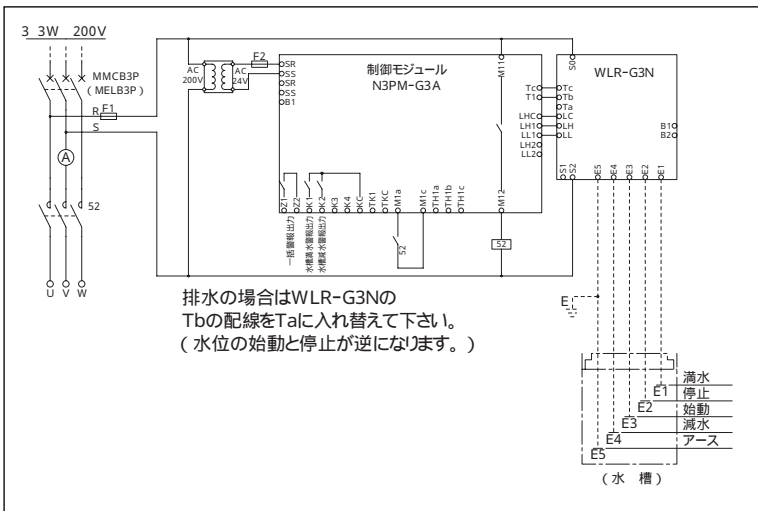 3 3W 200V
MMCB3P
(MELB3P)
R F1
S
A
52
U V W
AC
200V
AC
24V
F2
SR
SS
SR
SS
B1
制御モジュール
N3PM-G3A
M11
Tc
T1
LHC
LH1
LL1
LH2
LL2
Z1
Z2
K1
K2
K3
K4
KC
TK1
TKC
M1a
M1c
TH1a
TH1b
TH1c
M12
一括警報出力
水槽満水警報出力
水槽減水警報出力
52
52
S0
WLR-G3N
Tc
Tb
Ta
LC
LH
LL
B1
B2
S1
S2
E5
E4
E3
E2
E1
排水の場合はWLR-G3Nの
Tbの配線をTaに入れ替えて下さい。
(水位の始動と停止が逆になります。)
E
満水
E1 停止
E2 始動
E3 減水
E4 アース
E5
(水 槽)